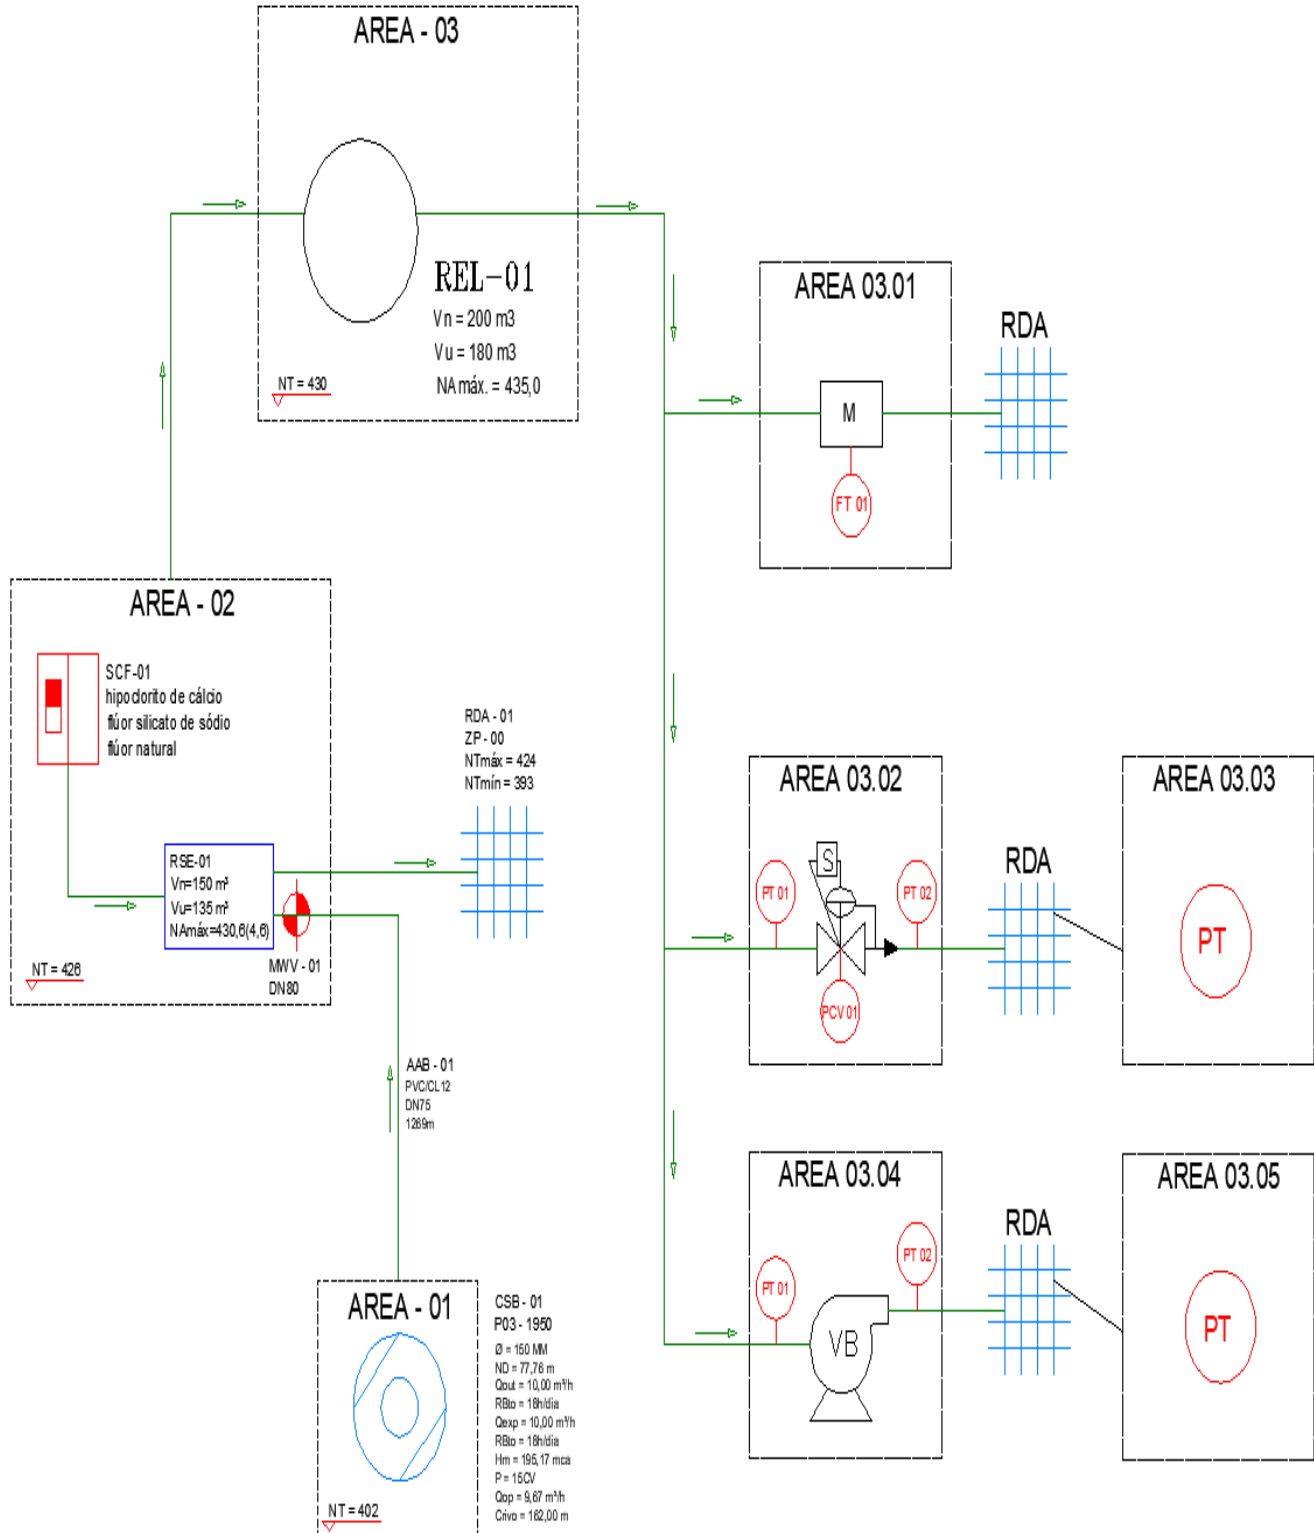 AREA - 03
REL-01
Vn = 200 m3
Vu = 180 m3
NA máx. = 435,0
NT = 430
AREA 03.01
M
FT 01
RDA
AREA - 02
SCF-01
hipoclorito de cálcio
flúor silicato de sódio
flúor natural
RSE-01
Vn=150 m³
Vu=135 m³
NAmáx=430,6(4,6)
MWV - 01
DN80
NT = 426
RDA - 01
ZP - 00
NTmáx = 424
NTmín = 393
AREA 03.02
S
PT 01
PT 02
PCV 01
RDA
AREA 03.03
PT
AAB - 01
PVC/CL12
DN75
1269m
AREA 03.04
PT 01
PT 02
VB
RDA
AREA 03.05
PT
AREA - 01
NT = 402
CSB - 01
P03 - 1950
Ø = 150 MM
ND = 77,76 m
Qout = 10,00 m³/h
RBto = 18h/dia
Qexp = 10,00 m³/h
RBto = 18h/dia
Hm = 195,17 mca
P = 15CV
Qop = 9,67 m³/h
Crivo = 162,00 m